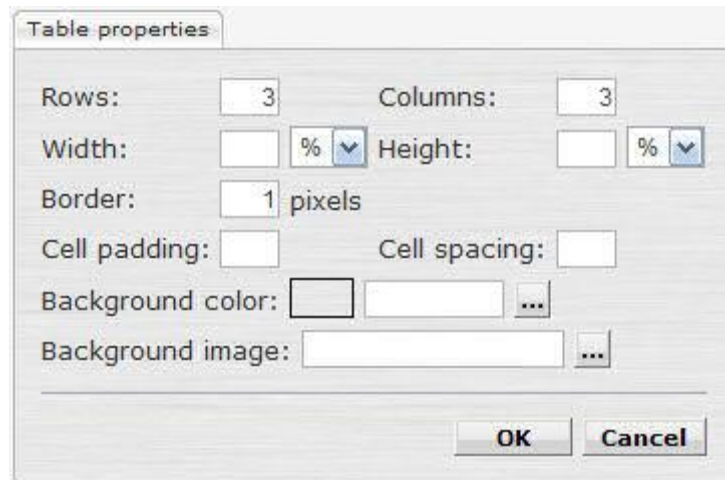 Table properties
Rows: 3 Columns: 3
Width: % Height: %
Border: 1 pixels
Cell padding: Cell spacing:
Background color: ...
Background image: ...
OK Cancel